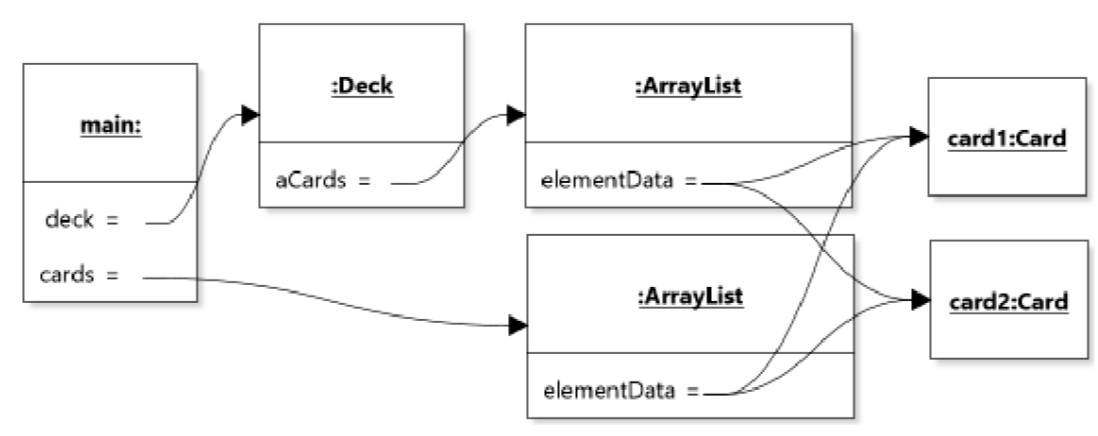 main:
deck =
cards =
:Deck
aCards =
:ArrayList
elementData =
:ArrayList
elementData =
card1:Card
card2:Card